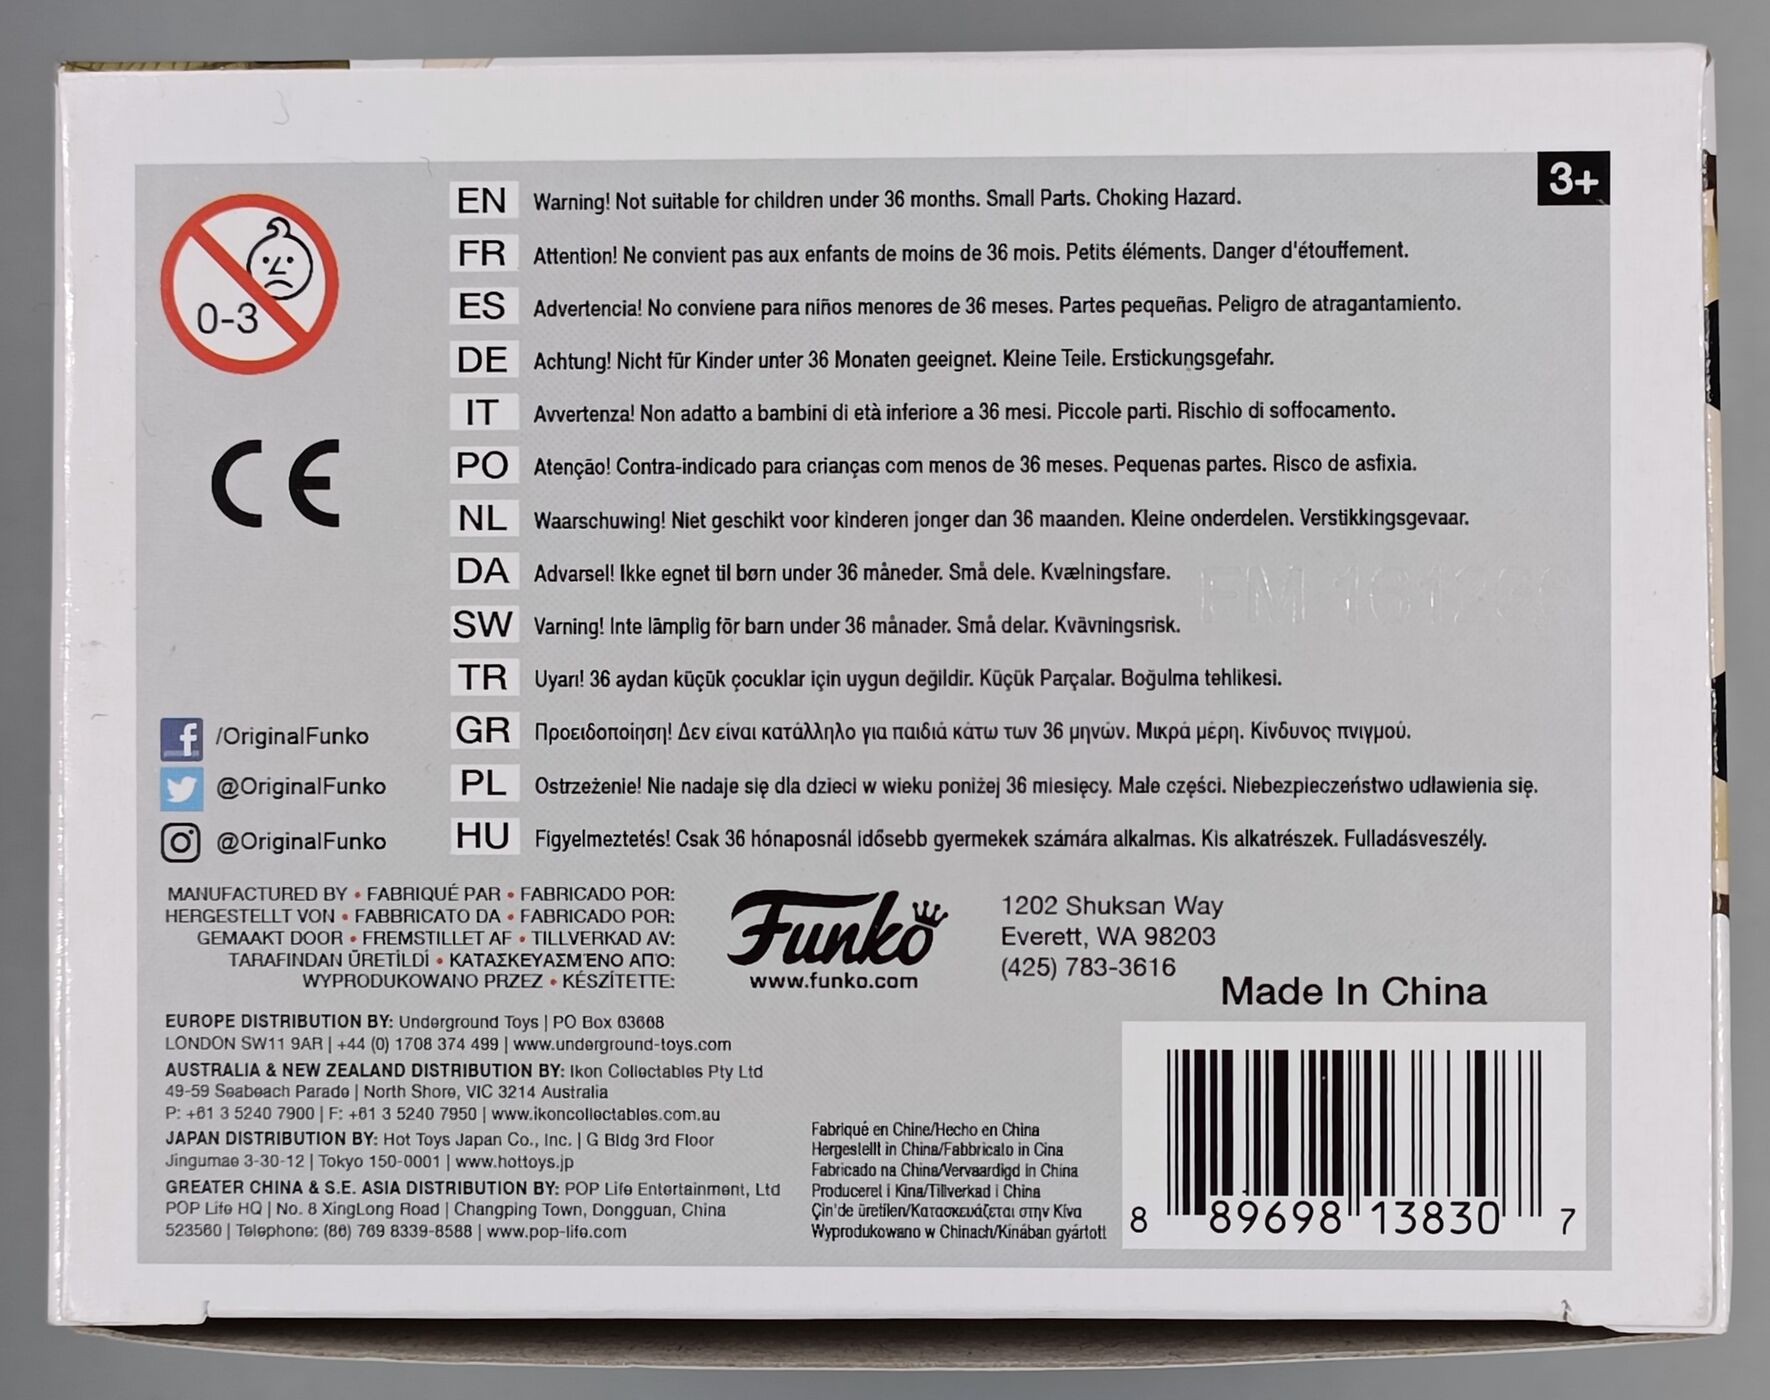 3+
0-3
EN Warning! Not suitable for children under 36 months. Small Parts. Choking Hazard.
FR Attention! Ne convient pas aux enfants de moins de 36 mois. Petits éléments. Danger d'étouffement.
ES Advertencia! No conviene para niños menores de 36 meses. Partes pequeñas. Peligro de atragantamiento.
DE Achtung! Nicht für Kinder unter 36 Monaten geeignet. Kleine Teile. Erstickungsgefahr.
IT Avvertenza! Non adatto a bambini di età inferiore a 36 mesi. Piccole parti. Rischio di soffocamento.
PO Atenção! Contra-indicado para crianças com menos de 36 meses. Pequenas partes. Risco de asfixia.
NL Waarschuwing! Niet geschikt voor kinderen jonger dan 36 maanden. Kleine onderdelen. Verstikkingsgevaar.
DA Advarsel! Ikke egnet til børn under 36 måneder. Små dele. Kvælningsfare.
SW Varning! Inte lämplig för barn under 36 månader. Små delar. Kvävningsrisk.
TR Uyarı! 36 aydan küçük çocuklar için uygun değildir. Küçük Parçalar. Boğulma tehlikesi.
GR Προειδοποίηση! Δεν είναι κατάλληλο για παιδιά κάτω των 36 μηνών. Μικρά μέρη. Κίνδυνος πνιγμού.
PL Ostrzeżenie! Nie nadaje się dla dzieci w wieku poniżej 36 miesięcy. Małe części. Niebezpieczeństwo udławienia się.
HU Figyelmeztetés! Csak 36 hónaposnál idősebb gyermekek számára alkalmas. Kis alkatrészek. Fulladásveszély.
CE
/OriginalFunko
@OriginalFunko
@OriginalFunko
MANUFACTURED BY • FABRIQUÉ PAR • FABRICADO POR:
HERGESTELLT VON • FABBRICATO DA • FABRICADO POR:
GEMAAKT DOOR • FREMSTILLET AF • TILLVERKAD AV:
TARAFINDAN ÜRETİLDİ • ΚΑΤΑΣΚΕΥΑΣΜΈΝΟ ΑΠΌ:
WYPRODUKOWANO PRZEZ • KÉSZÍTETTE:
Funko
www.funko.com
1202 Shuksan Way
Everett, WA 98203
(425) 783-3616
Made In China
EUROPE DISTRIBUTION BY: Underground Toys | PO Box 63668
LONDON SW11 9AR | +44 (0) 1708 374 499 | www.underground-toys.com
AUSTRALIA & NEW ZEALAND DISTRIBUTION BY: Ikon Collectables Pty Ltd
49-59 Seabeach Parade | North Shore, VIC 3214 Australia
P: +61 3 5240 7900 | F: +61 3 5240 7950 | www.ikoncollectables.com.au
JAPAN DISTRIBUTION BY: Hot Toys Japan Co., Inc. | G Bldg 3rd Floor
Jingumae 3-30-12 | Tokyo 150-0001 | www.hottoys.jp
GREATER CHINA & S.E. ASIA DISTRIBUTION BY: POP Life Entertainment, Ltd
POP Life HQ | No. 8 XingLong Road | Changping Town, Dongguan, China
523560 | Telephone: (86) 769 8339-8588 | www.pop-life.com
Fabriqué en Chine/Hecho en China
Hergestellt in China/Fabbricato in Cina
Fabricado na China/Vervaardigd in China
Produceret i Kina/Tillverkad i China
Çin'de üretilen/Κατασκευάζεται στην Κίνα
Wyprodukowano w Chinach/Kínában gyártott
8 89698 13830 7